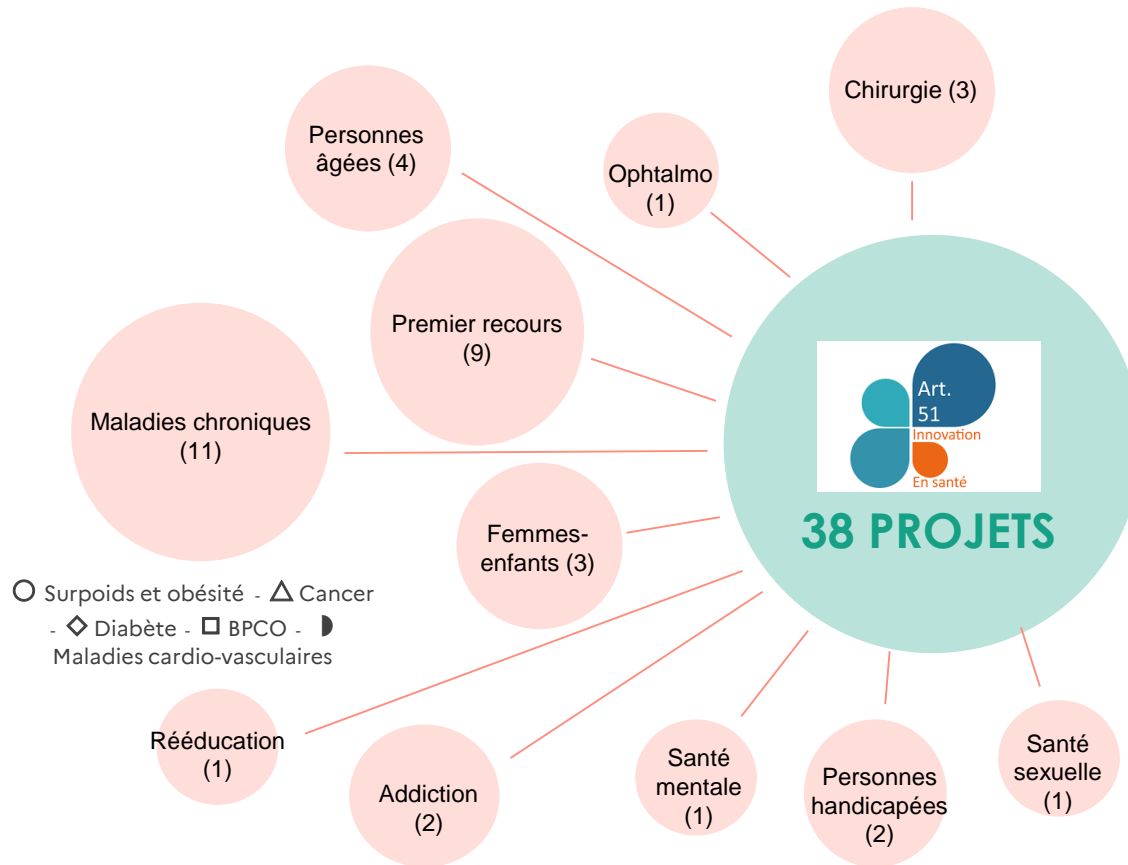 Chirurgie (3)
Personnes
âgées (4)
Ophtalmo
(1)
Premier recours
(9)
Maladies chroniques
(11)
Art.
51
Innovation
En santé
38 PROJETS
Femmes-
enfants (3)
Surpoids et obésité - Cancer
- Diabète - BPCO -
Maladies cardio-vasculaires
Rééducation
(1)
Addiction
(2)
Santé
mentale
(1)
Personnes
handicapées
(2)
Santé
sexuelle
(1)